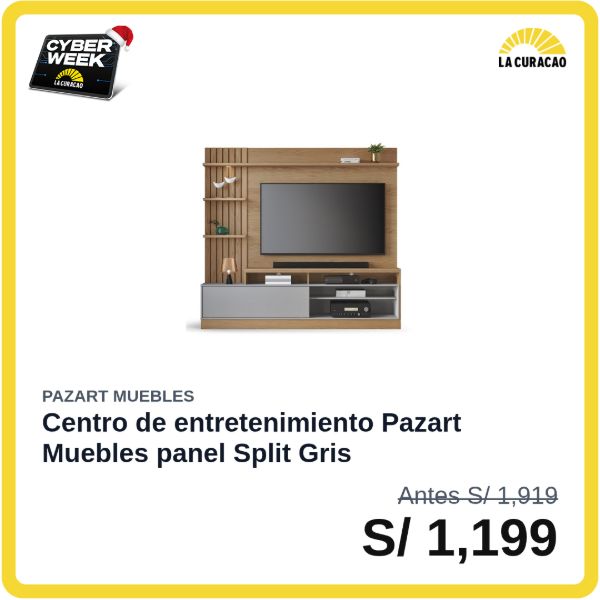 CYBER
WEEK
LA CURACAO
LA CURACAO
PAZART MUEBLES
Centro de entretenimiento Pazart
Muebles panel Split Gris
Antes S/ 1,919
S/ 1,199